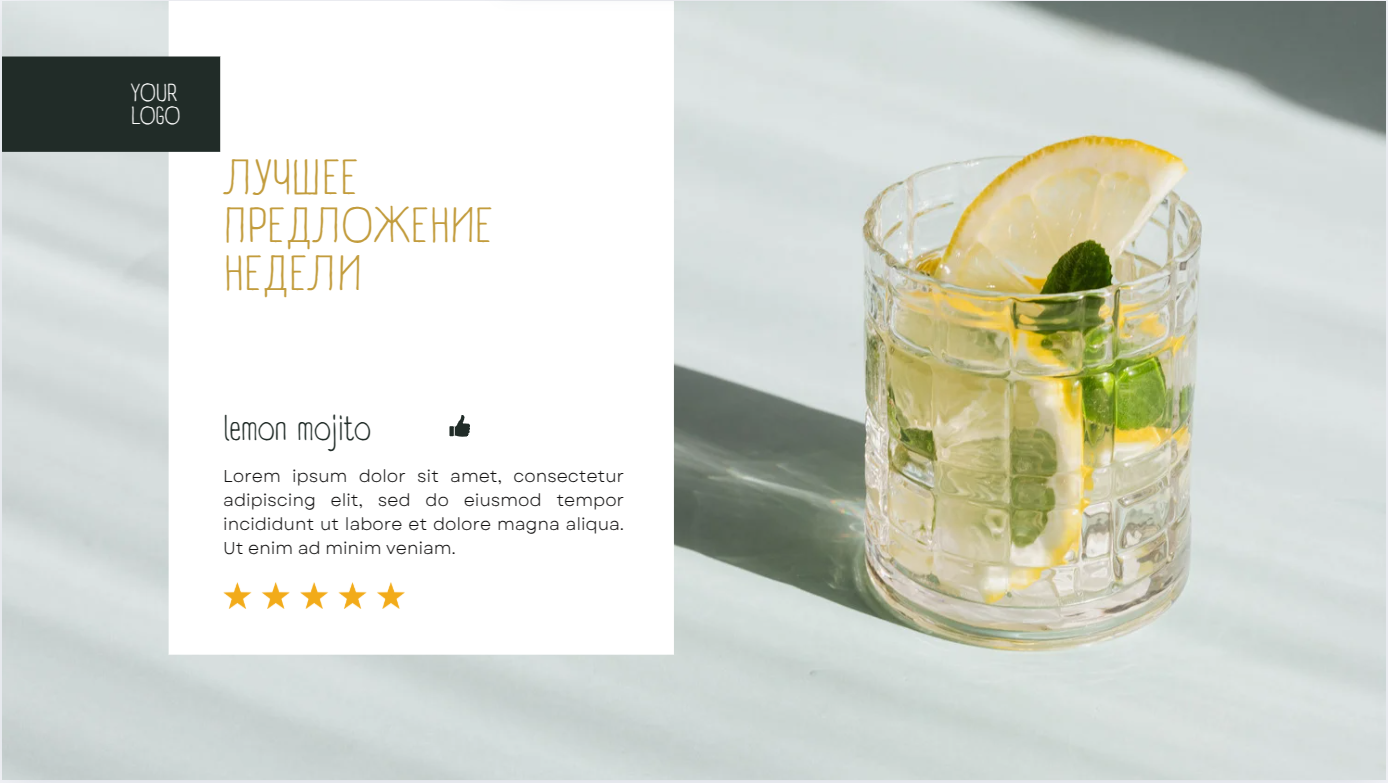 YOUR
LOGO
ЛУЧШЕЕ
ПРЕДЛОЖЕНИЕ
НЕДЕЛИ
lemon mojito
Lorem ipsum dolor sit amet, consectetur
adipiscing elit, sed do eiusmod tempor
incididunt ut labore et dolore magna aliqua.
Ut enim ad minim veniam.